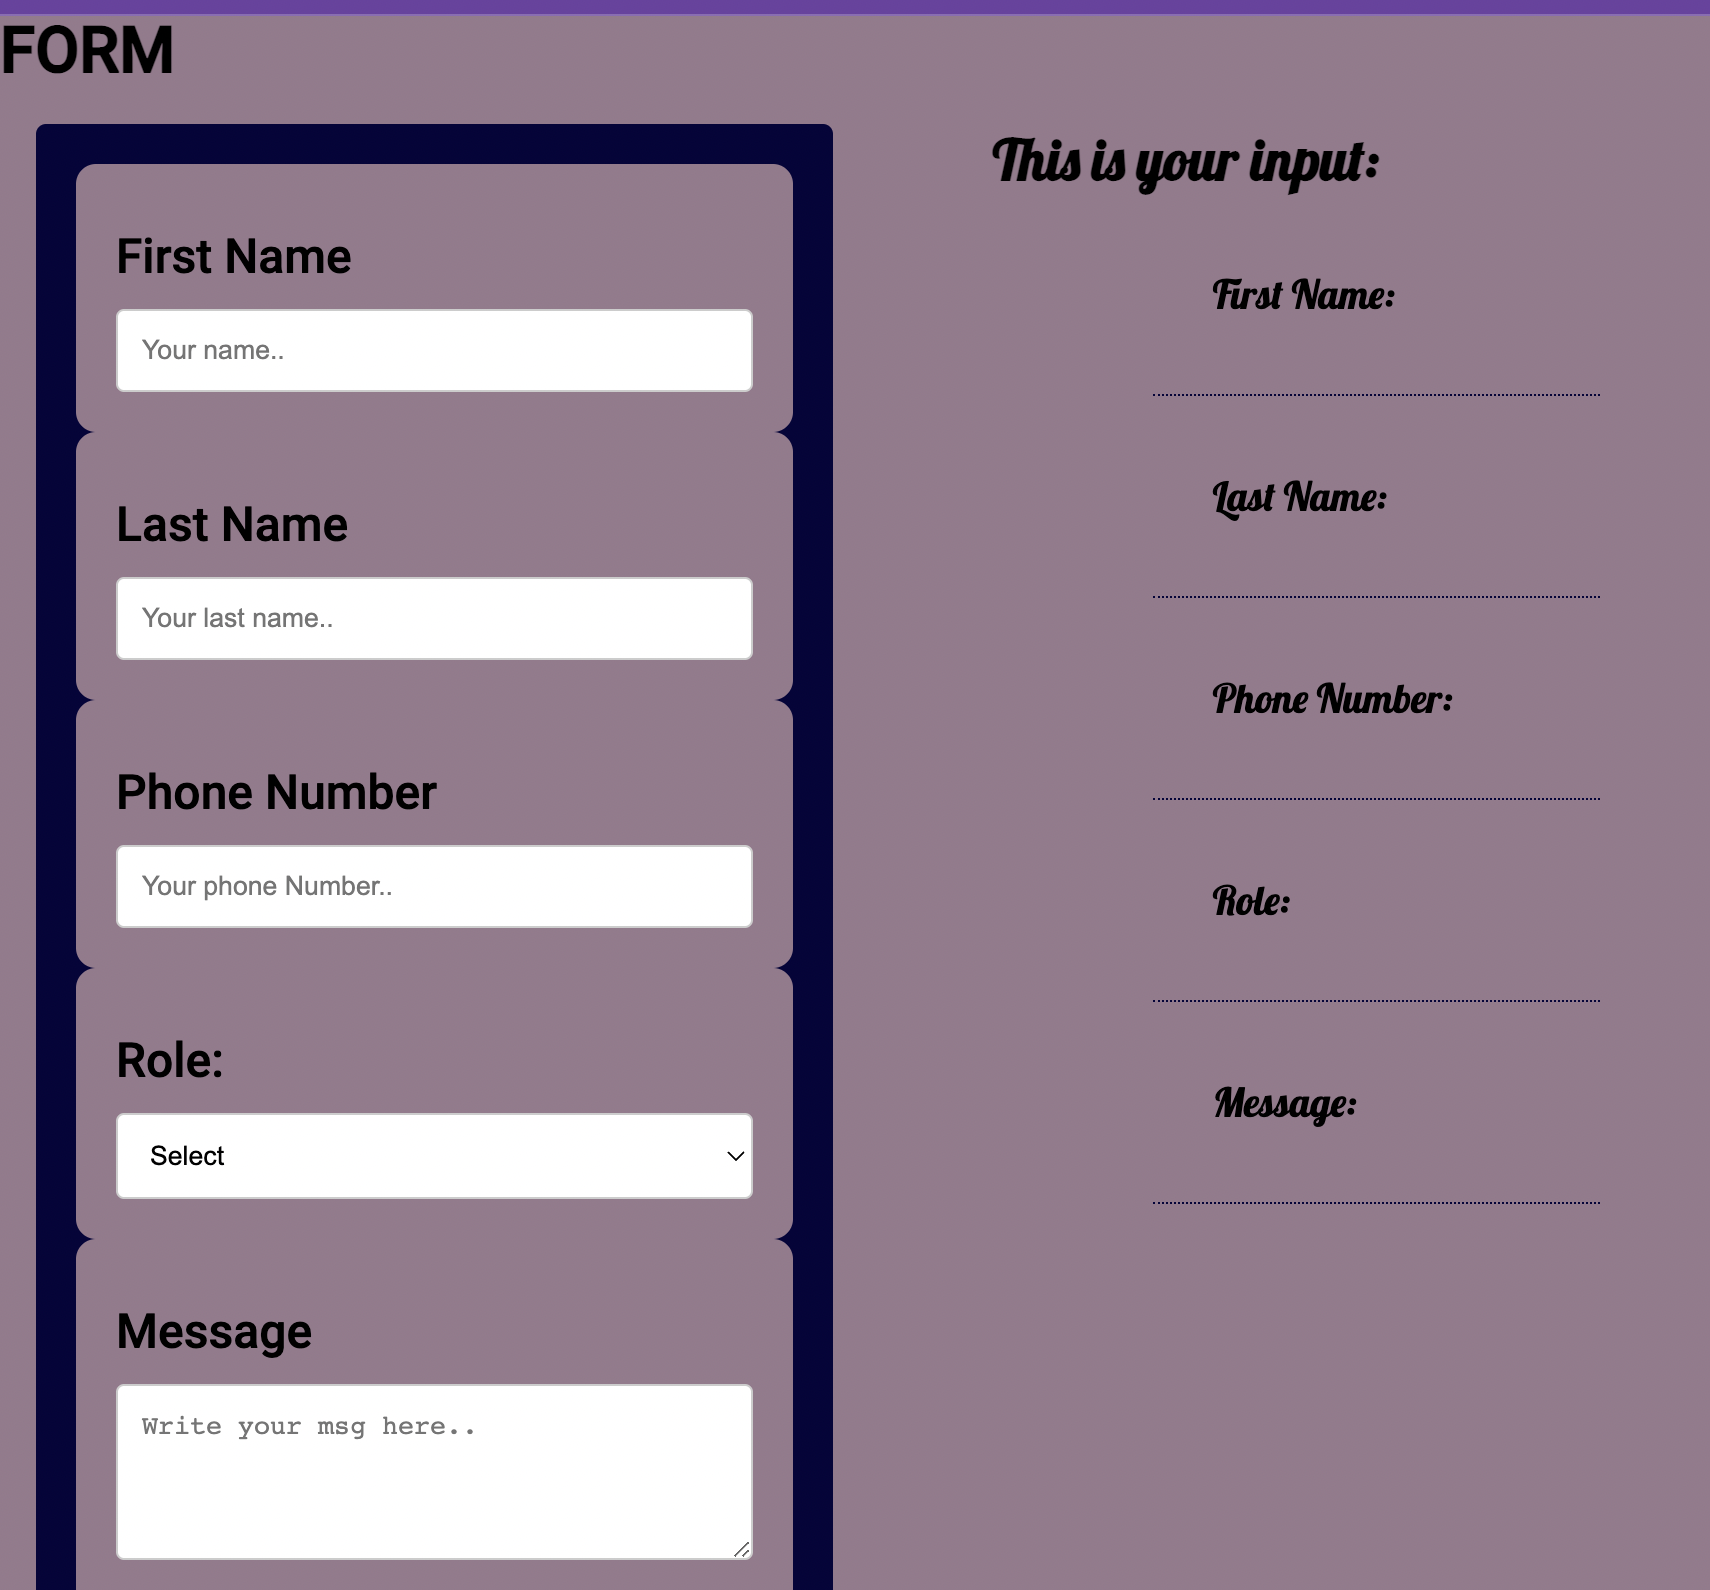 FORM
First Name
Your name..
Last Name
Your last name..
Phone Number
Your phone Number..
Role:
Select
Message
Write your msg here..
This is your input:
First Name:
Last Name:
Phone Number:
Role:
Message: